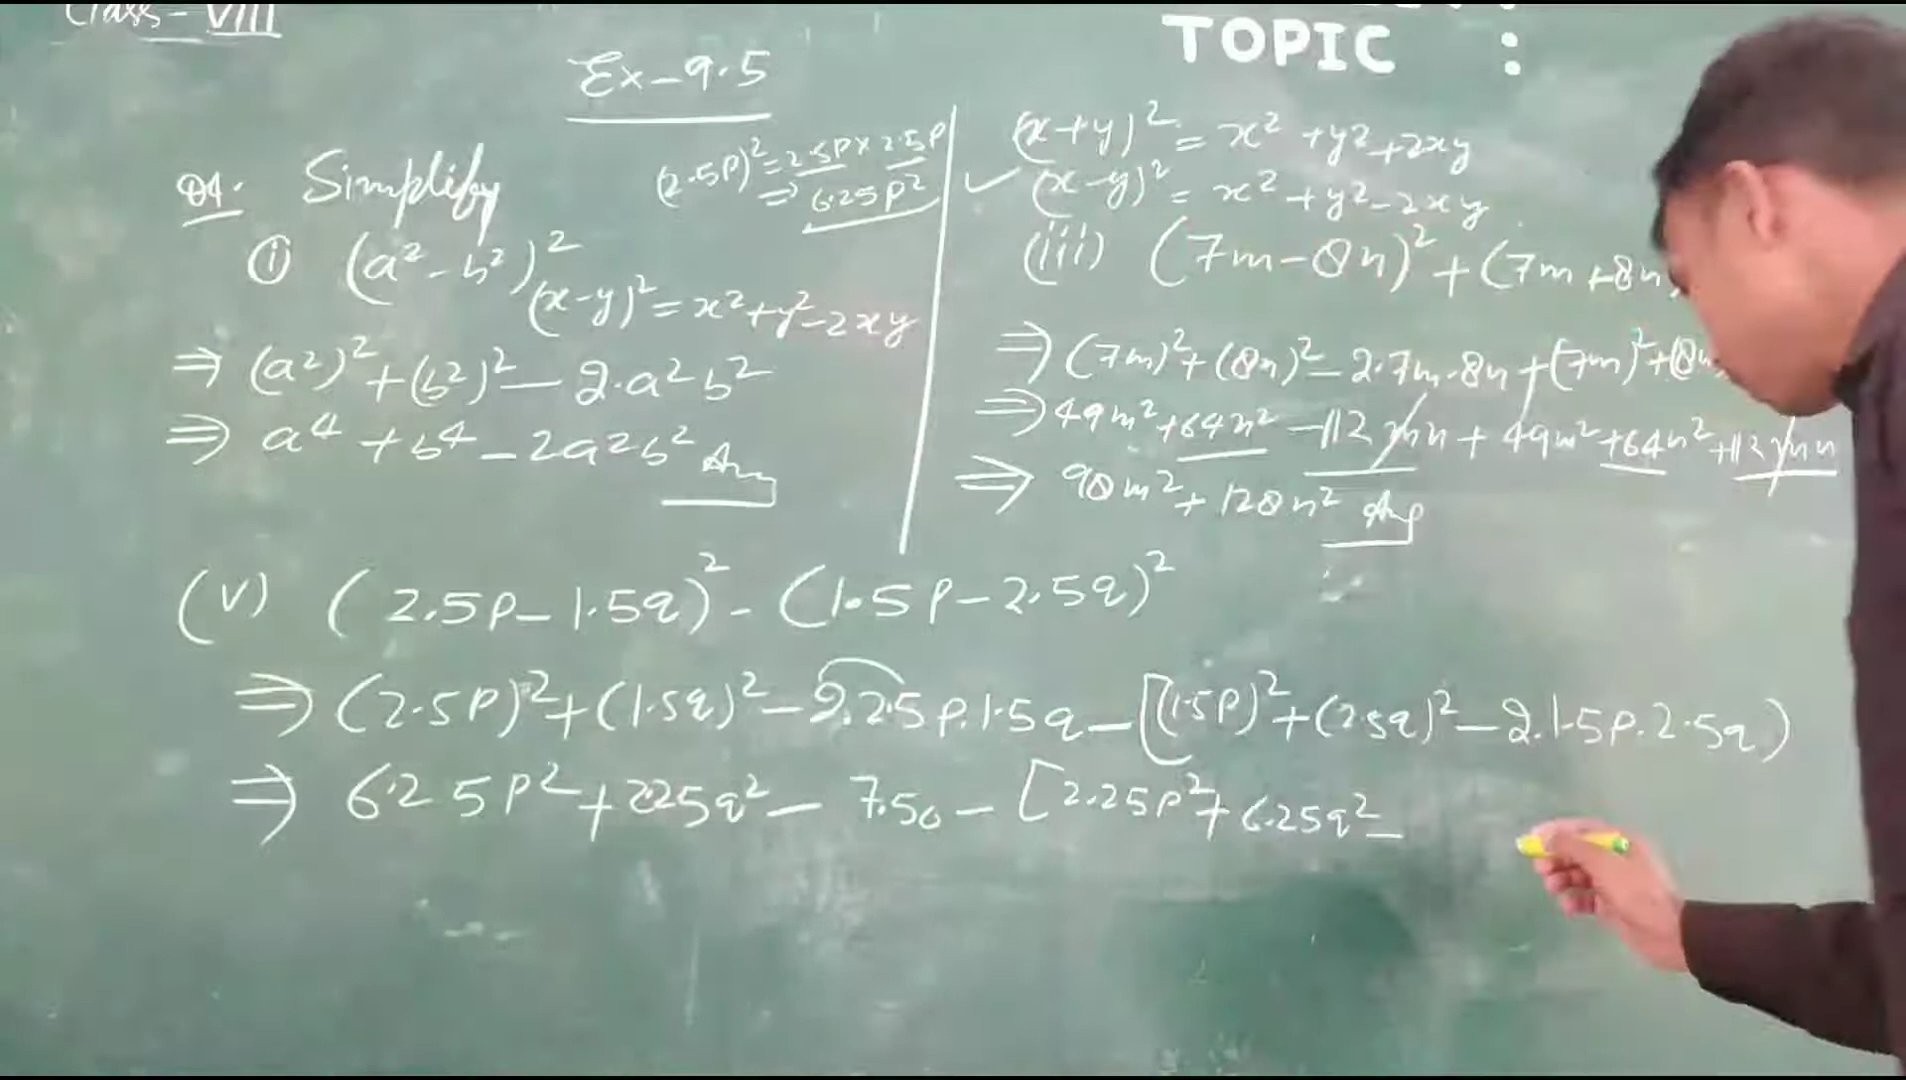 Class - VIII
TOPIC :
Ex - 9.5
Q4. Simplify
(2.5p)² = 2.5p × 2.5p
⇒ 6.25p²
① (a² - b²)²
(x-y)² = x² + y² - 2xy
⇒ (a²)² + (b²)² - 2.a²b²
⇒ a⁴ + b⁴ - 2a²b² Ans
(x+y)² = x² + y² + 2xy
✓ (x-y)² = x² + y² - 2xy
(iii) (7m - 8n)² + (7m + 8n
⇒ (7m)² + (8n)² - 2.7m.8n + (7m)² + (8n
⇒ 49m² + 64n² - 112mn + 49m² + 64n² + 112mn
⇒ 98m² + 128n² Ans
(v) (2.5p - 1.5q)² - (1.5p - 2.5q)²
⇒ (2.5p)² + (1.5q)² - 2.2.5p.1.5q - [(1.5p)² + (2.5q)² - 2.1.5p.2.5q)
⇒ 6.25p² + 2.25q² - 7.50 - [2.25p² + 6.25q² -